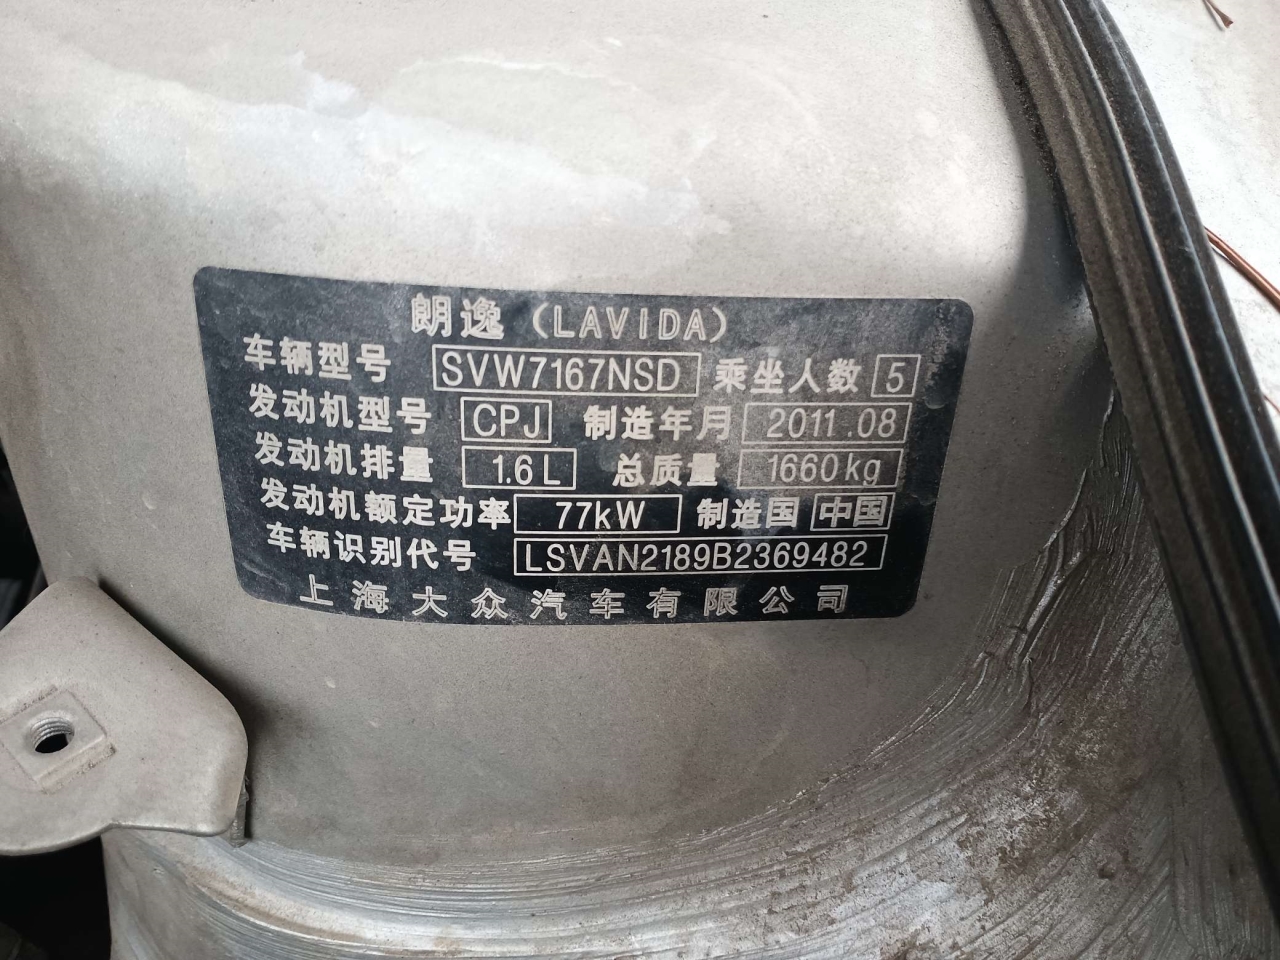 朗逸（LAVIDA）
车辆型号 SVW7167NSD 乘坐人数 5
发动机型号 CPJ 制造年月 2011.08
发动机排量 1.6L 总质量 1660kg
发动机额定功率 77kW 制造国 中国
车辆识别代号 LSVAN2189B2369482
上海大众汽车有限公司